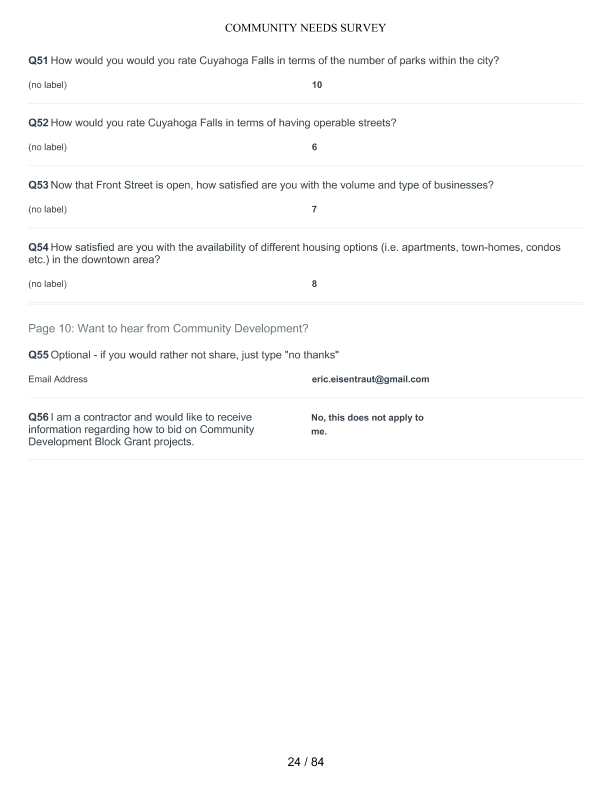 COMMUNITY NEEDS SURVEY
Q51 How would you would you rate Cuyahoga Falls in terms of the number of parks within the city?
(no label) 10
Q52 How would you rate Cuyahoga Falls in terms of having operable streets?
(no label) 6
Q53 Now that Front Street is open, how satisfied are you with the volume and type of businesses?
(no label) 7
Q54 How satisfied are you with the availability of different housing options (i.e. apartments, town-homes, condos
etc.) in the downtown area?
(no label) 8
Page 10: Want to hear from Community Development?
Q55 Optional - if you would rather not share, just type "no thanks"
Email Address eric.eisentraut@gmail.com
Q56 I am a contractor and would like to receive
information regarding how to bid on Community
Development Block Grant projects.
No, this does not apply to
me.
24 / 84